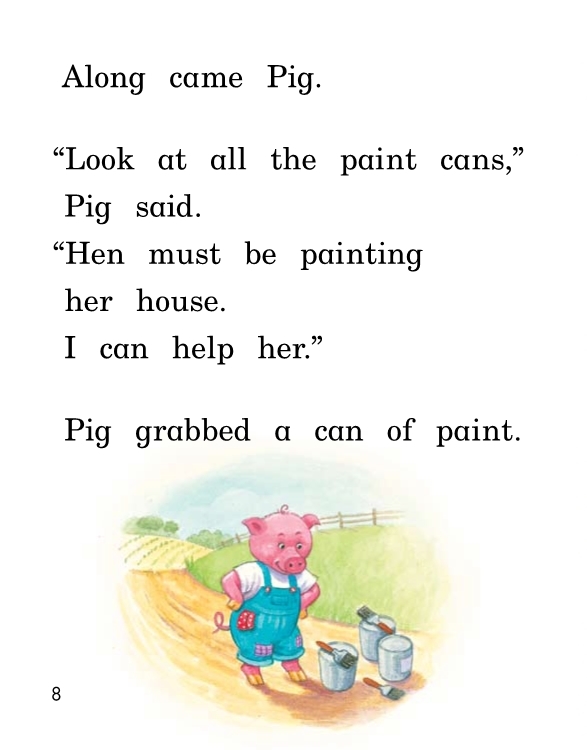 Along came Pig.
“Look at all the paint cans,”
Pig said.
“Hen must be painting
her house.
I can help her.”
Pig grabbed a can of paint.
8